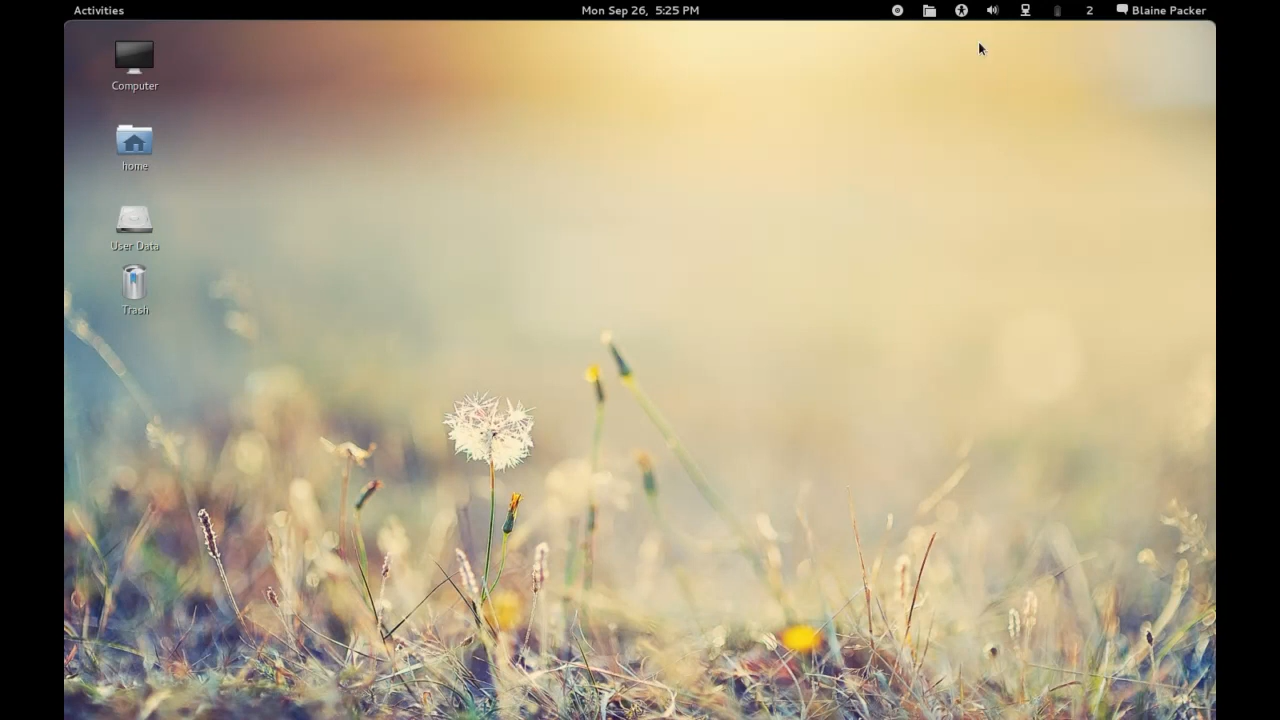 Activities
Mon Sep 26, 5:25 PM
2
Blaine Packer
Computer
home
User Data
Trash